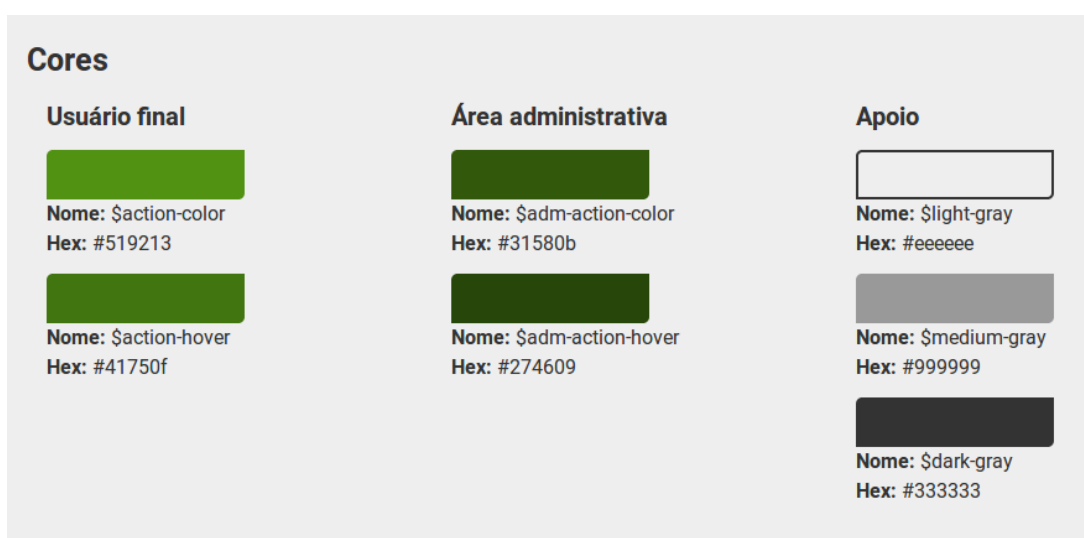 Cores
Usuário final
Nome: $action-color
Hex: #519213
Nome: $action-hover
Hex: #41750f
Área administrativa
Nome: $adm-action-color
Hex: #31580b
Nome: $adm-action-hover
Hex: #274609
Apoio
Nome: $light-gray
Hex: #eeeeee
Nome: $medium-gray
Hex: #999999
Nome: $dark-gray
Hex: #333333